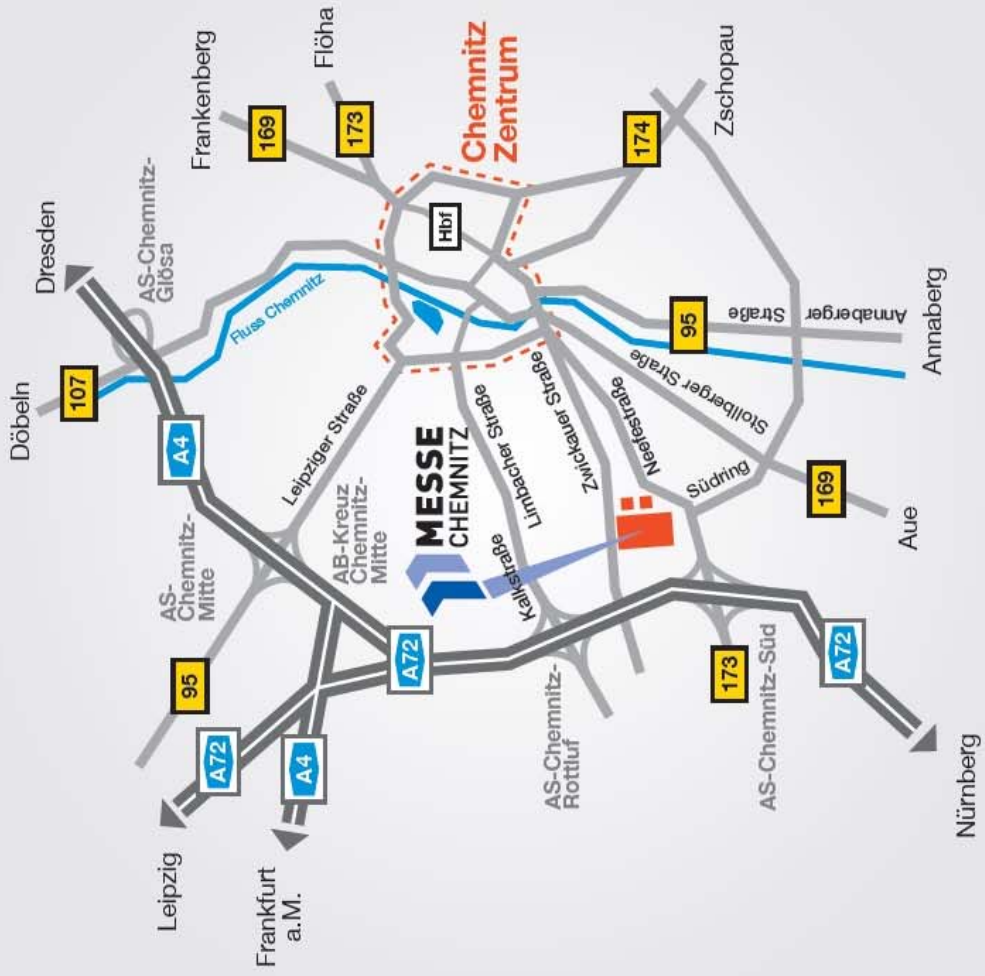 Döbeln
Dresden
107
AS-Chemnitz-
Glösa
Leipzig
A72
95
AS-
Chemnitz-
Mitte
A4
Fluss Chemnitz
Frankenberg
169
Flöha
173
Frankfurt
a.M.
A4
AB-Kreuz
Chemnitz-
Mitte
Leipziger Straße
A72
MESSE
CHEMNITZ
Hbf
Chemnitz
Zentrum
Kalkstraße
Limbacher Straße
AS-Chemnitz-
Rottluf
Zwickauer Straße
Neefestraße
Stollberger Straße
95
Annaberger
Straße
174
Zschopau
Südring
173
AS-Chemnitz-Süd
A72
169
Aue
Annaberg
Nürnberg